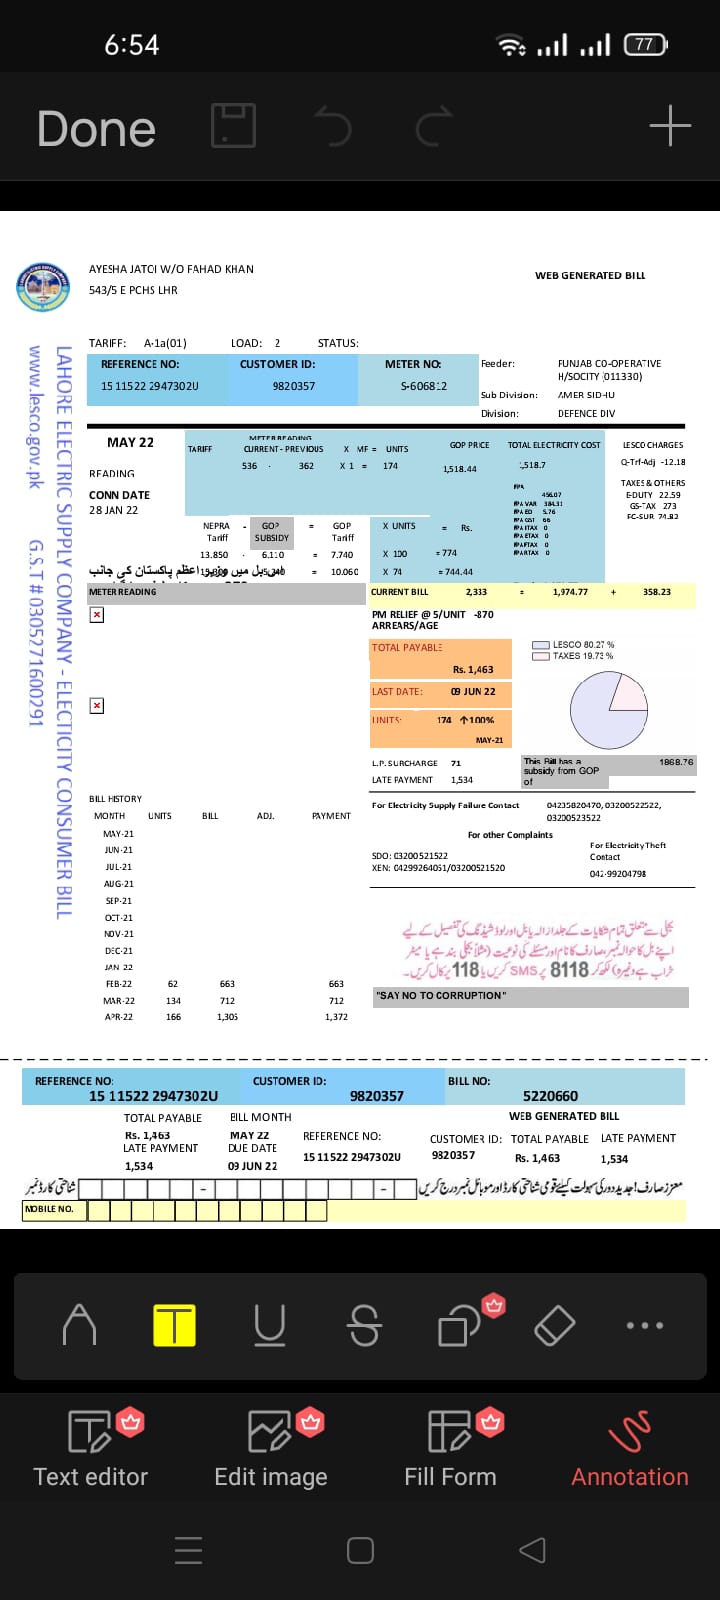 6:54
77
Done
AYESHA JATOI W/O FAHAD KHAN
543/5 E PCHS LHR
WEB GENERATED BILL
LAHORE ELECTRIC SUPPLY COMPANY - ELECTICITY CONSUMER BILL
www.lesco.gov.pk G.S.T # 0305271600291
TARIFF: A-1a(01) LOAD: 2 STATUS:
REFERENCE NO: CUSTOMER ID: METER NO:
15 11522 2947302U 9820357 S-606812
Feeder: FUNJAB CO-OPERATIVE
H/SOCITY (011330)
Sub Division: AMER SIDHU
Division: DEFENCE DIV
MAY 22
READING
CONN DATE
28 JAN 22
METER READING
TARIFF CURRENT - PREVIOUS X MF = UNITS
536 - 362 X 1 = 174
GOP PRICE
1,518.44
TOTAL ELECTRICITY COST
1,518.7
FPA
456.07
FPA VAR 384.31
FPA ED 5.76
FPA GST 66
FPA ITAX 0
FPA ETAX 0
FPA FTAX 0
FPA RTAX 0
LESCO CHARGES
Q-Trf-Adj -12.18
TAXES & OTHERS
E-DUTY 22.59
GS-TAX 273
FC-SUR 74.82
NEPRA Tariff - GOP SUBSIDY = GOP Tariff
13.850 - 6.110 = 7.740
= 10.060
X UNITS = Rs.
X 100 = 774
X 74 = 744.44
اس بل میں وزیر اعظم پاکستان کی جانب
METER READING
CURRENT BILL 2,333 = 1,974.77 + 358.23
PM RELIEF @ 5/UNIT -870
ARREARS/AGE
TOTAL PAYABLE
Rs. 1,463
LAST DATE: 09 JUN 22
UNITS: 174 ↑100%
MAY-21
LESCO 80.27 %
TAXES 19.73 %
L.P. SURCHARGE 71
LATE PAYMENT 1,534
This Bill has a 1868.76
subsidy from GOP
of
BILL HISTORY
MONTH UNITS BILL ADJ. PAYMENT
MAY-21
JUN-21
JUL-21
AUG-21
SEP-21
OCT-21
NOV-21
DEC-21
JAN-22
FEB-22 62 663 663
MAR-22 134 712 712
APR-22 166 1,305 1,372
For Electricity Supply Failure Contact 04235820470, 03200522522,
03200523522
For other Complaints
SDO: 03200521522
XEN: 04299264051/03200521520
For Electricity Theft
Contact
042-99204798
بجلی سے متعلق تمام شکایات کے جلد ازالہ یا بل اور لوڈ شیڈنگ کی تفصیل کے لیے
اپنے بل کا حوالہ نمبر، صارف کا نام اور مسئلے کی نوعیت (مثلاً بجلی بند ہے یا میٹر
خراب ہے وغیرہ) لکھ کر 8118 پر SMS کریں یا 118 پر کال کریں۔
"SAY NO TO CORRUPTION"
REFERENCE NO: CUSTOMER ID: BILL NO:
15 11522 2947302U 9820357 5220660
TOTAL PAYABLE BILL MONTH WEB GENERATED BILL
Rs. 1,463 MAY 22 REFERENCE NO: CUSTOMER ID: TOTAL PAYABLE LATE PAYMENT
LATE PAYMENT DUE DATE 15 11522 2947302U 9820357 Rs. 1,463 1,534
1,534 09 JUN 22
معزز صارف! جدید دور کی سہولت کیلئے قومی شناختی کارڈ اور موبائل نمبر درج کریں
شناختی کارڈ نمبر - -
MOBILE NO.
Text editor
Edit image
Fill Form
Annotation